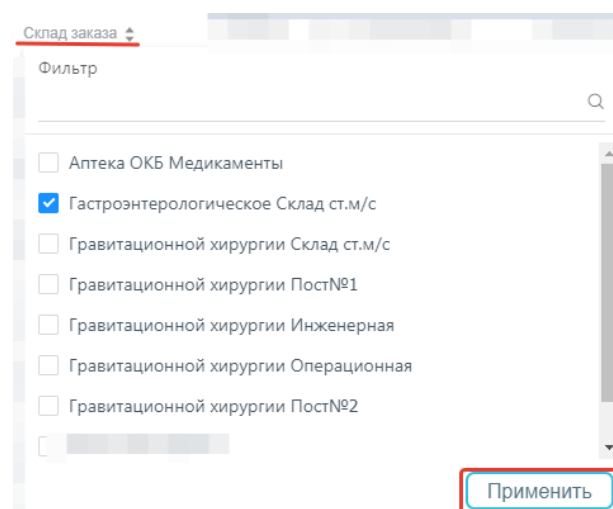 Склад заказа
Фильтр
Аптека ОКБ Медикаменты
Гастроэнтерологическое Склад ст.м/с
Гравитационной хирургии Склад ст.м/с
Гравитационной хирургии Пост№1
Гравитационной хирургии Инженерная
Гравитационной хирургии Операционная
Гравитационной хирургии Пост№2
Применить